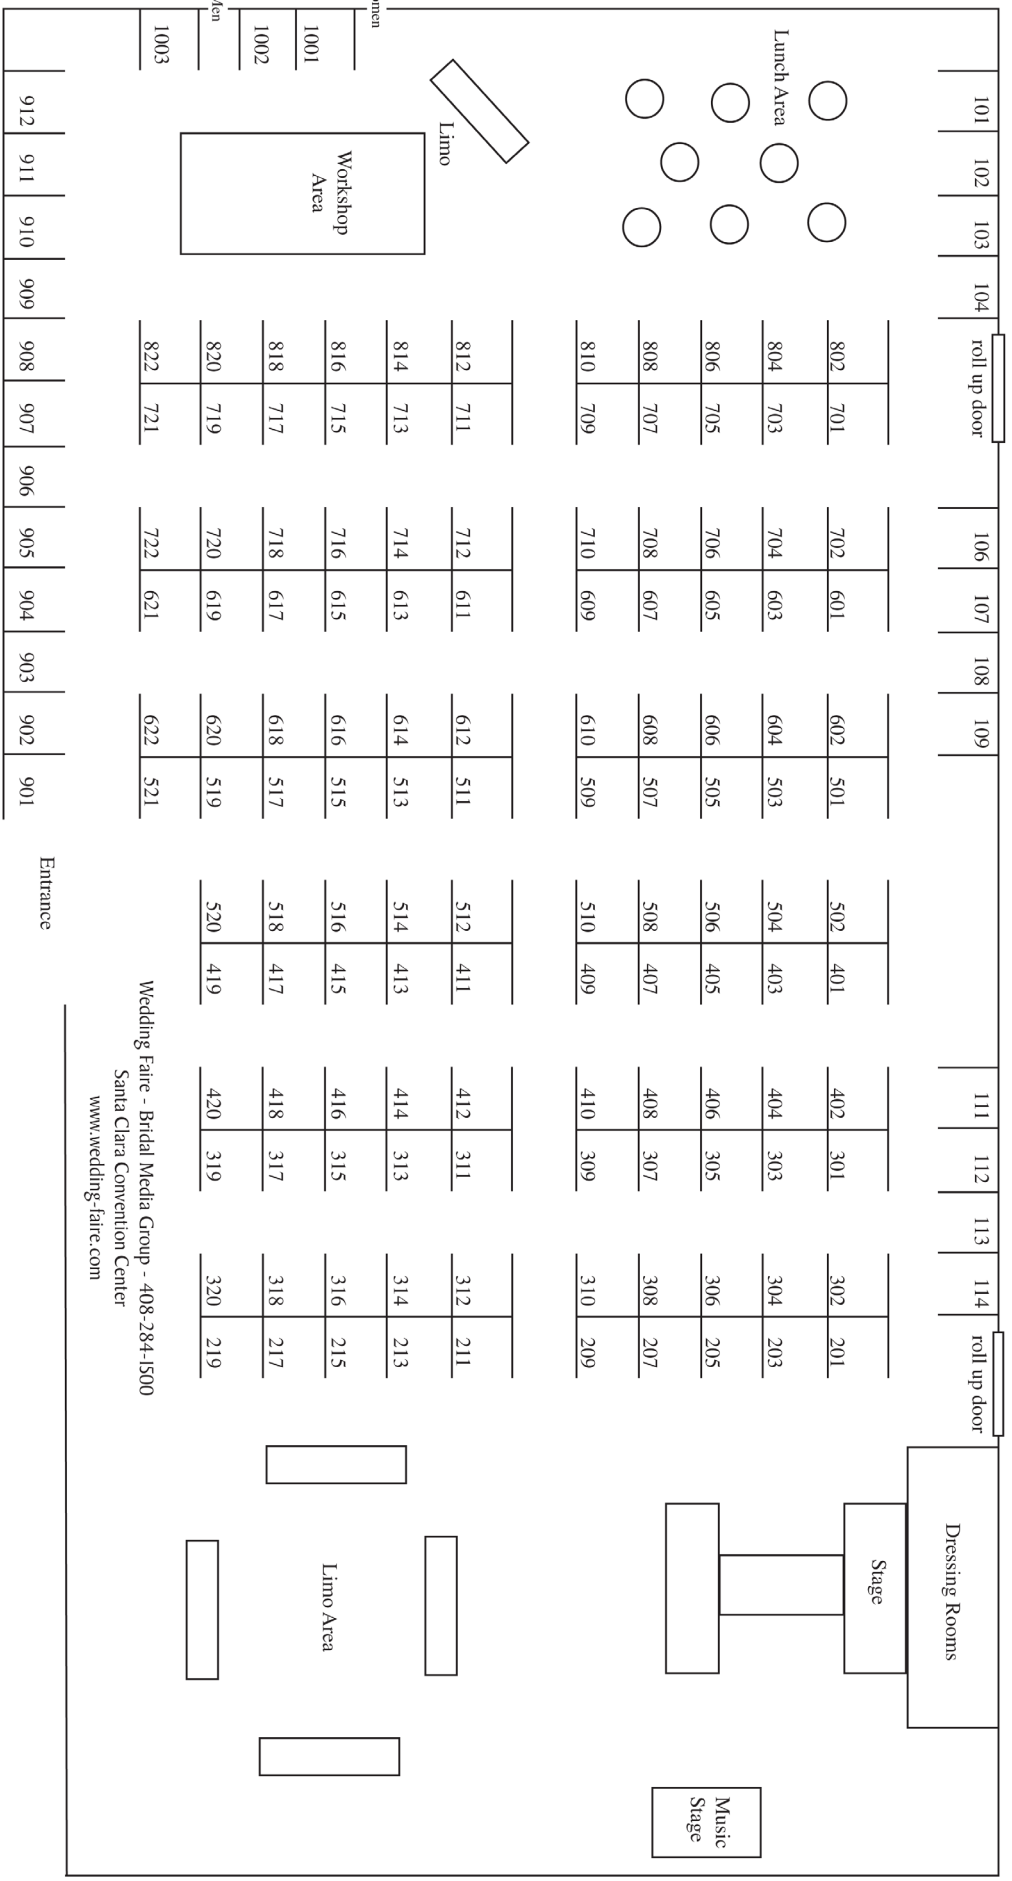 101 102 103 104 roll up door 106 107 108 109 111 112 113 114 roll up door
Dressing Rooms
Stage
802 701 702 601 602 501 502 401 402 301 302 201
Lunch Area
804 703 704 603 604 503 504 403 404 303 304 203
Music
Stage
806 705 706 605 606 505 506 405 406 305 306 205
808 707 708 607 608 507 508 407 408 307 308 207
810 709 710 609 610 509 510 409 410 309 310 209
812 711 712 611 612 511 512 411 412 311 312 211
Limo
814 713 714 613 614 513 514 413 414 313 314 213
omen
Workshop
Area
816 715 716 615 616 515 516 415 416 315 316 215
Limo Area
1001
818 717 718 617 618 517 518 417 418 317 318 217
1002
Men
820 719 720 619 620 519 520 419 420 319 320 219
1003
822 721 722 621 622 521
Wedding Faire - Bridal Media Group - 408-284-1500
Santa Clara Convention Center
www.wedding-faire.com
Entrance
912 911 910 909 908 907 906 905 904 903 902 901